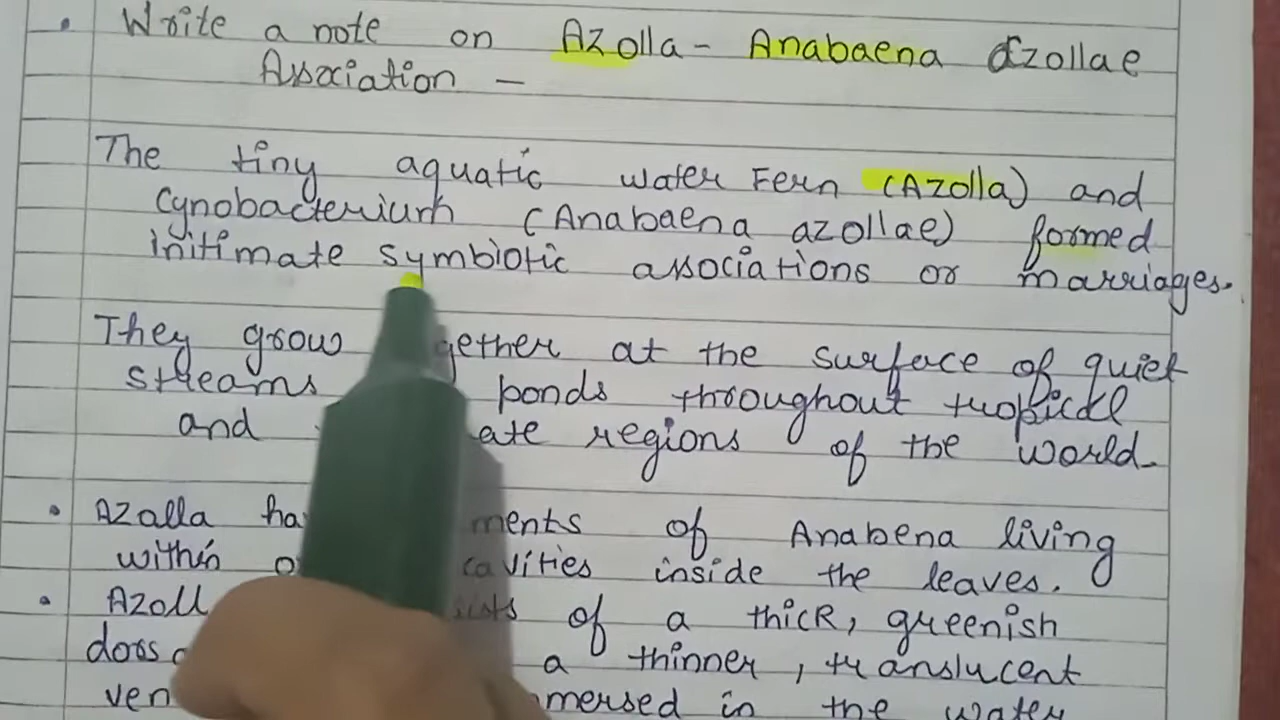 Write a note on Azolla - Anabaena azollae
Association -
The tiny aquatic water Fern (Azolla) and
Cynobacterium (Anabaena azollae) formed
initimate symbiotic associations or marriages.
They grow gether at the surface of quiet
streams ponds throughout tropical
and ate regions of the world.
Azalla ha ments of Anabena living
within o cavities inside the leaves.
Azoll ists of a thick, greenish
dors a thinner, translucent
ven mersed in the water